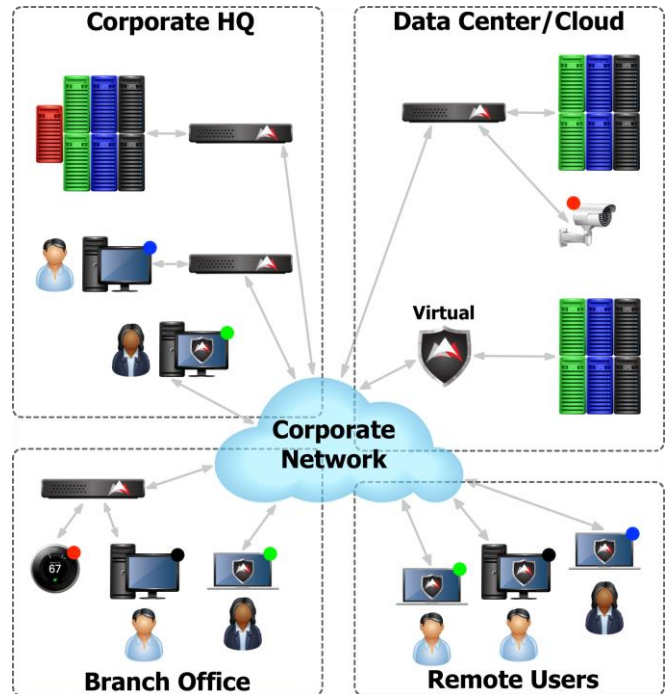 Corporate HQ
Data Center/Cloud
Virtual
Corporate
Network
67
Branch Office
Remote Users